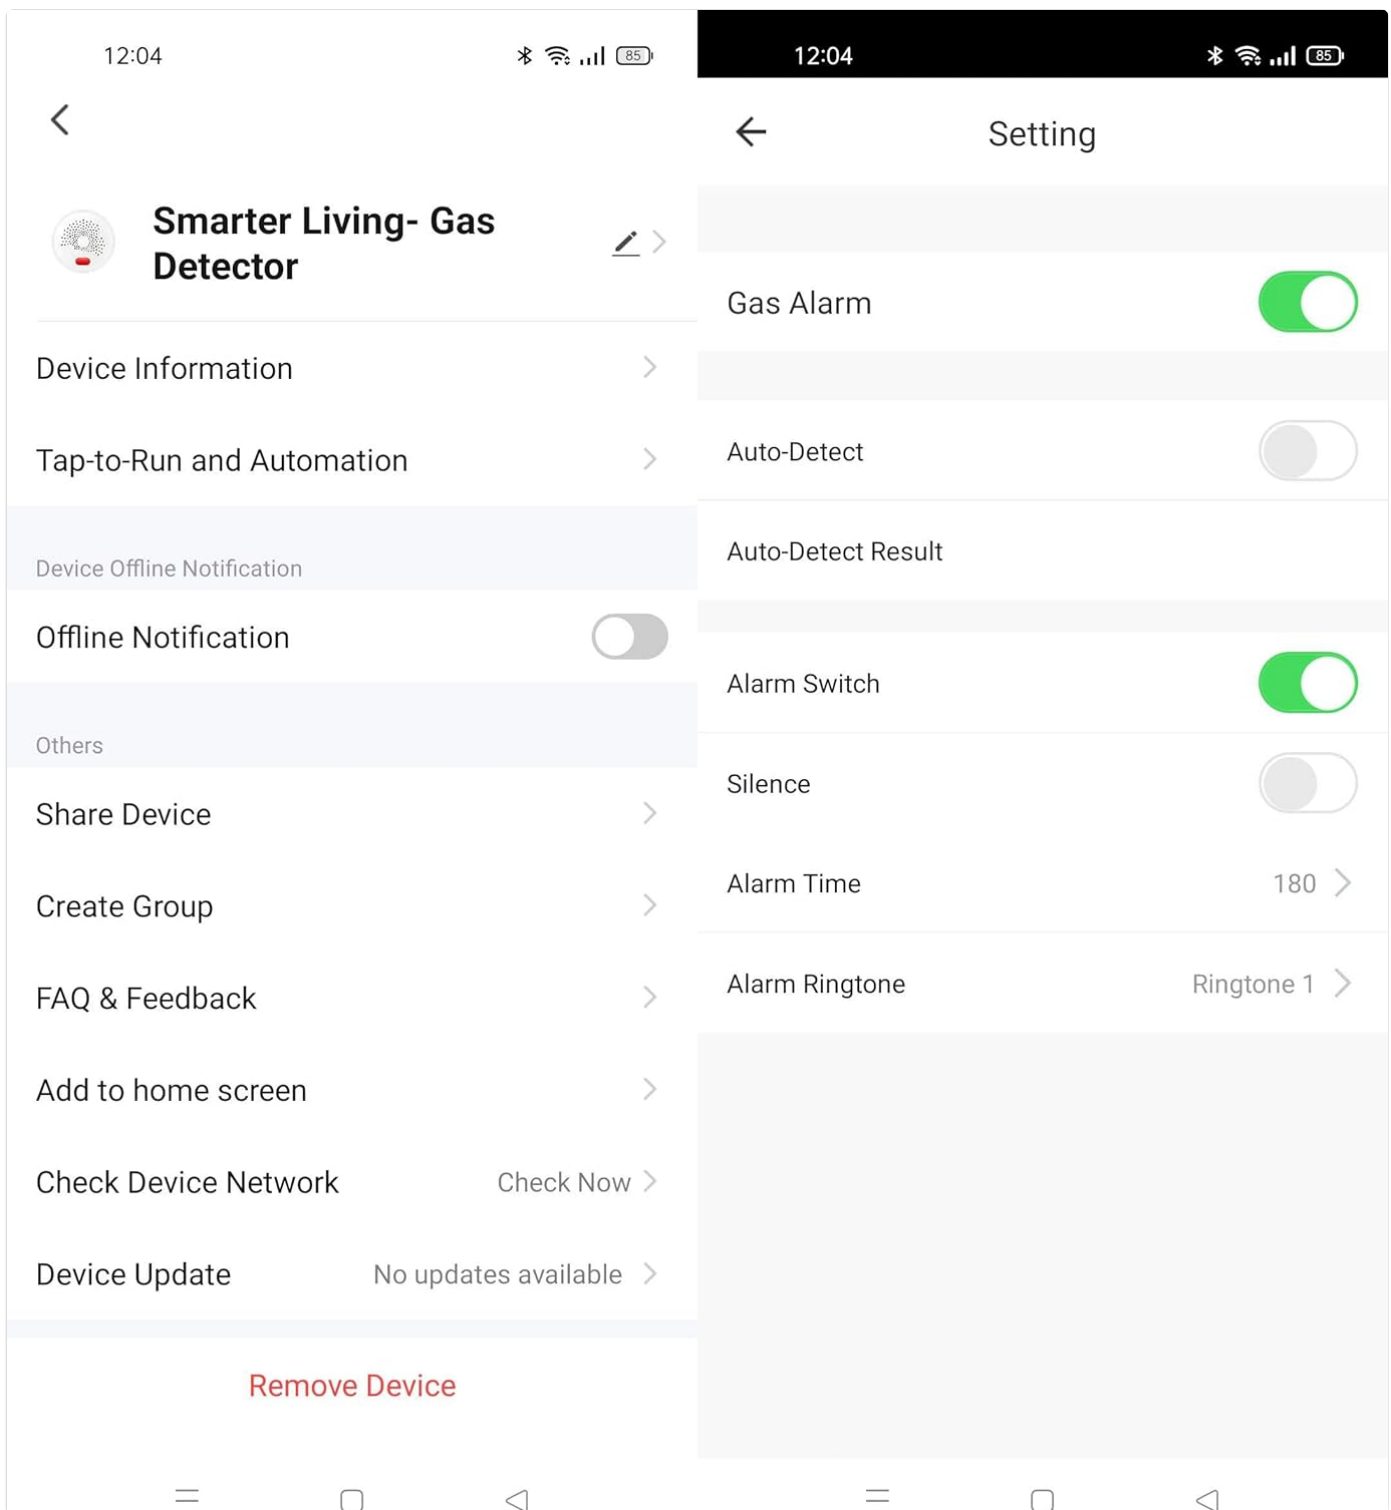 12:04
85
Smarter Living- Gas
Detector
Device Information
Tap-to-Run and Automation
Device Offline Notification
Offline Notification
Others
Share Device
Create Group
FAQ & Feedback
Add to home screen
Check Device Network Check Now
Device Update No updates available
Remove Device
12:04
85
Setting
Gas Alarm
Auto-Detect
Auto-Detect Result
Alarm Switch
Silence
Alarm Time 180
Alarm Ringtone Ringtone 1